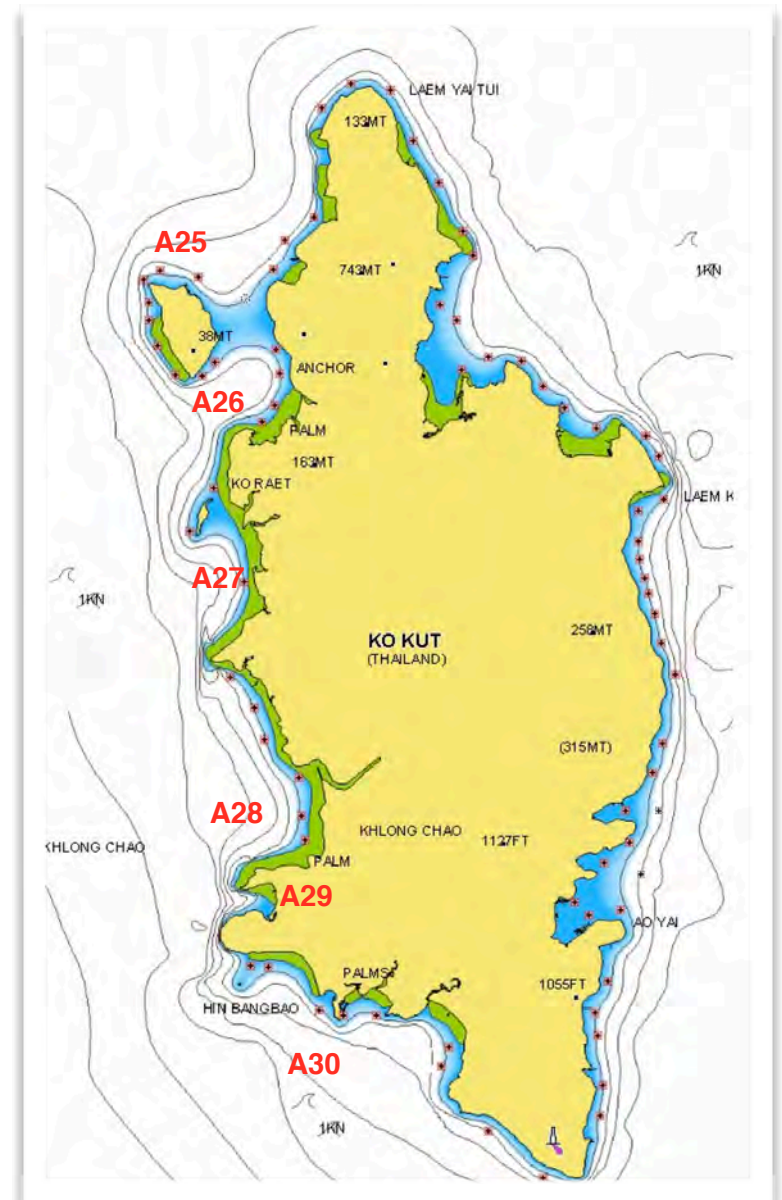 LAEM YAI TUI
133MT
A25
743MT
1KN
38MT
ANCHOR
A26
PALM
163MT
KO RAET
LAEM K
A27
1KN
KO KUT
(THAILAND)
258MT
(315MT)
A28
KHLONG CHAO
1127FT
KHLONG CHAO
PALM
A29
AO YAI
PALMS
1055FT
HIN BANGBAO
A30
1KN